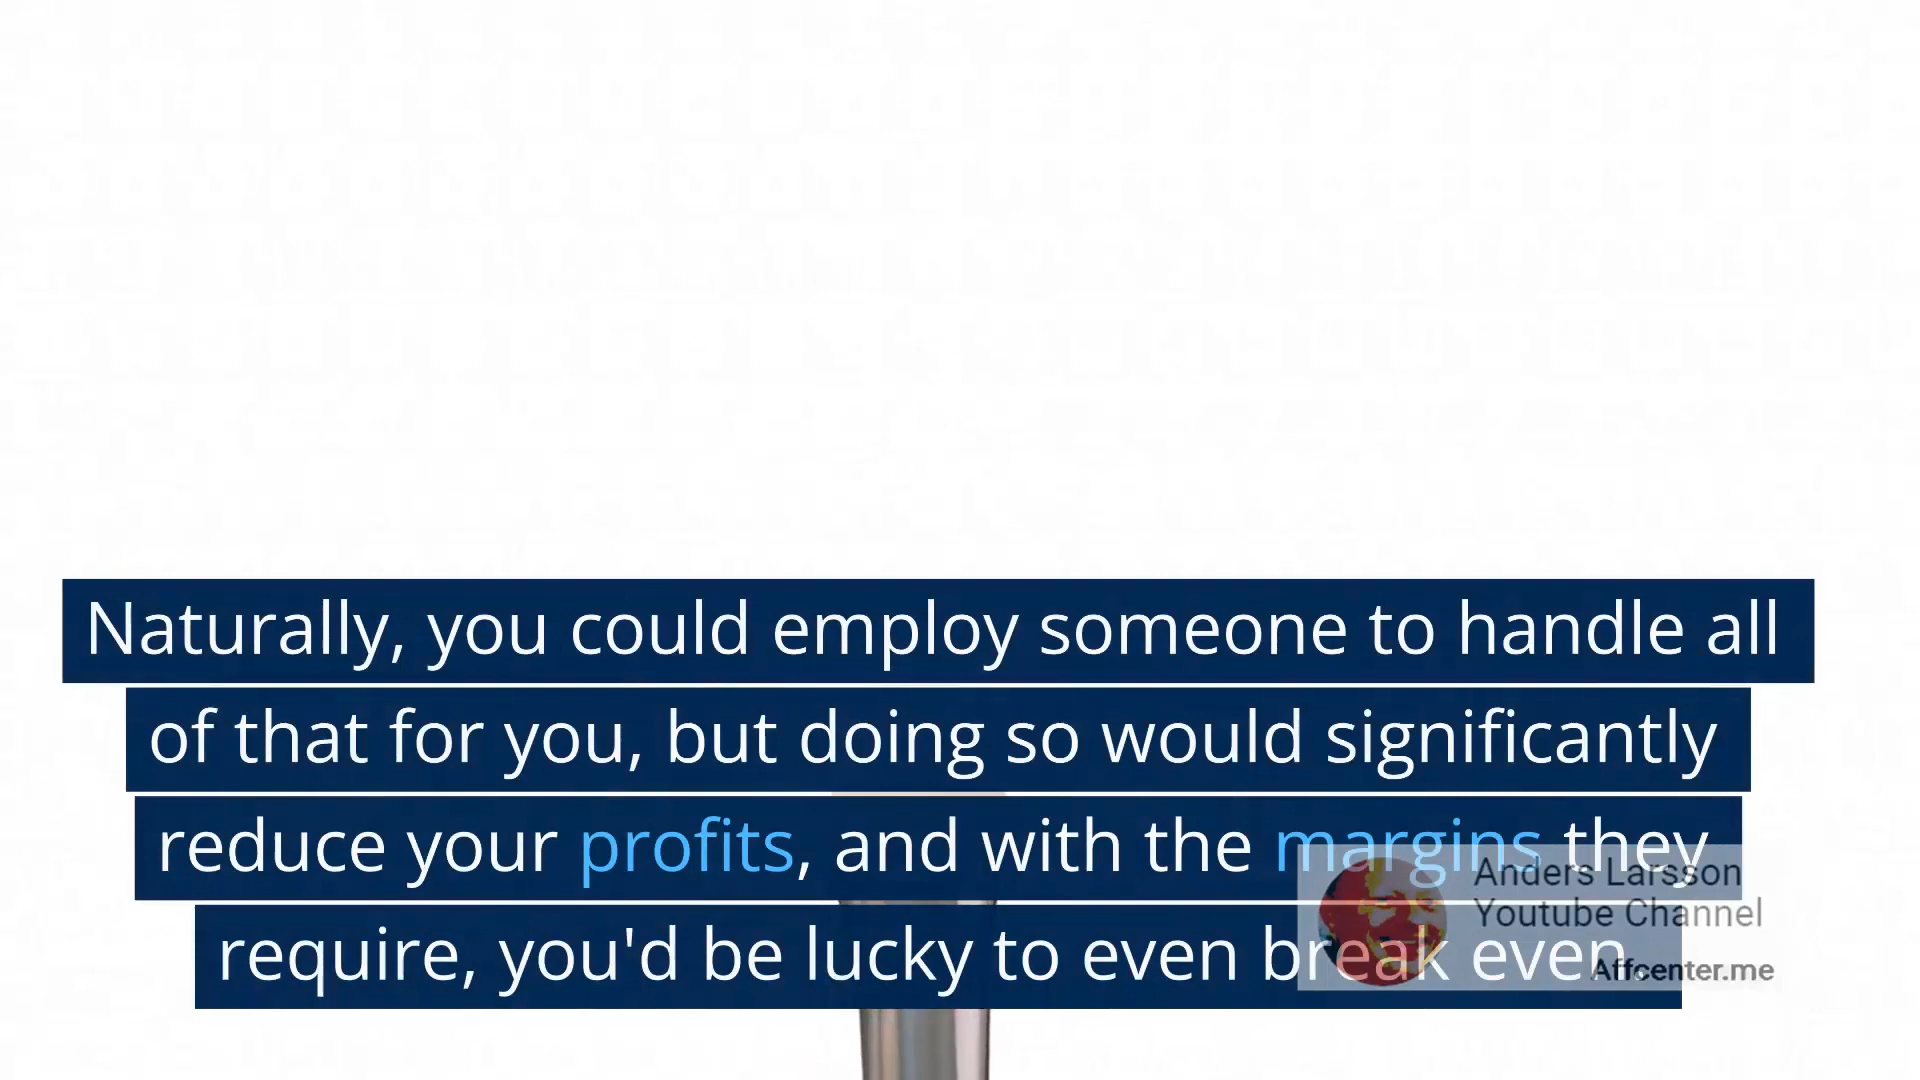 Naturally, you could employ someone to handle all
of that for you, but doing so would significantly
reduce your profits, and with the margins they
require, you'd be lucky to even break even.
Anders Larsson
Youtube Channel
Affcenter.me